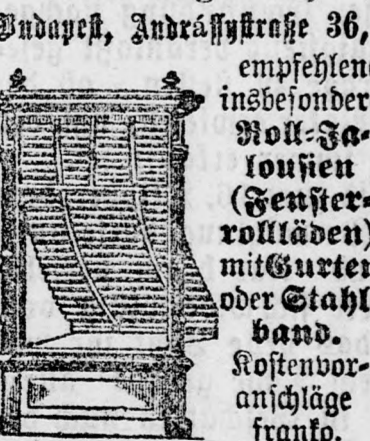 Budapest, Andrássystraße 36,
empfehlen
insbesonder
Roll-Ja-
lousien
(Fenster-
rollläden)
mit Gurten
oder Stahl
band.
Kostenvor-
anschläge
franko.